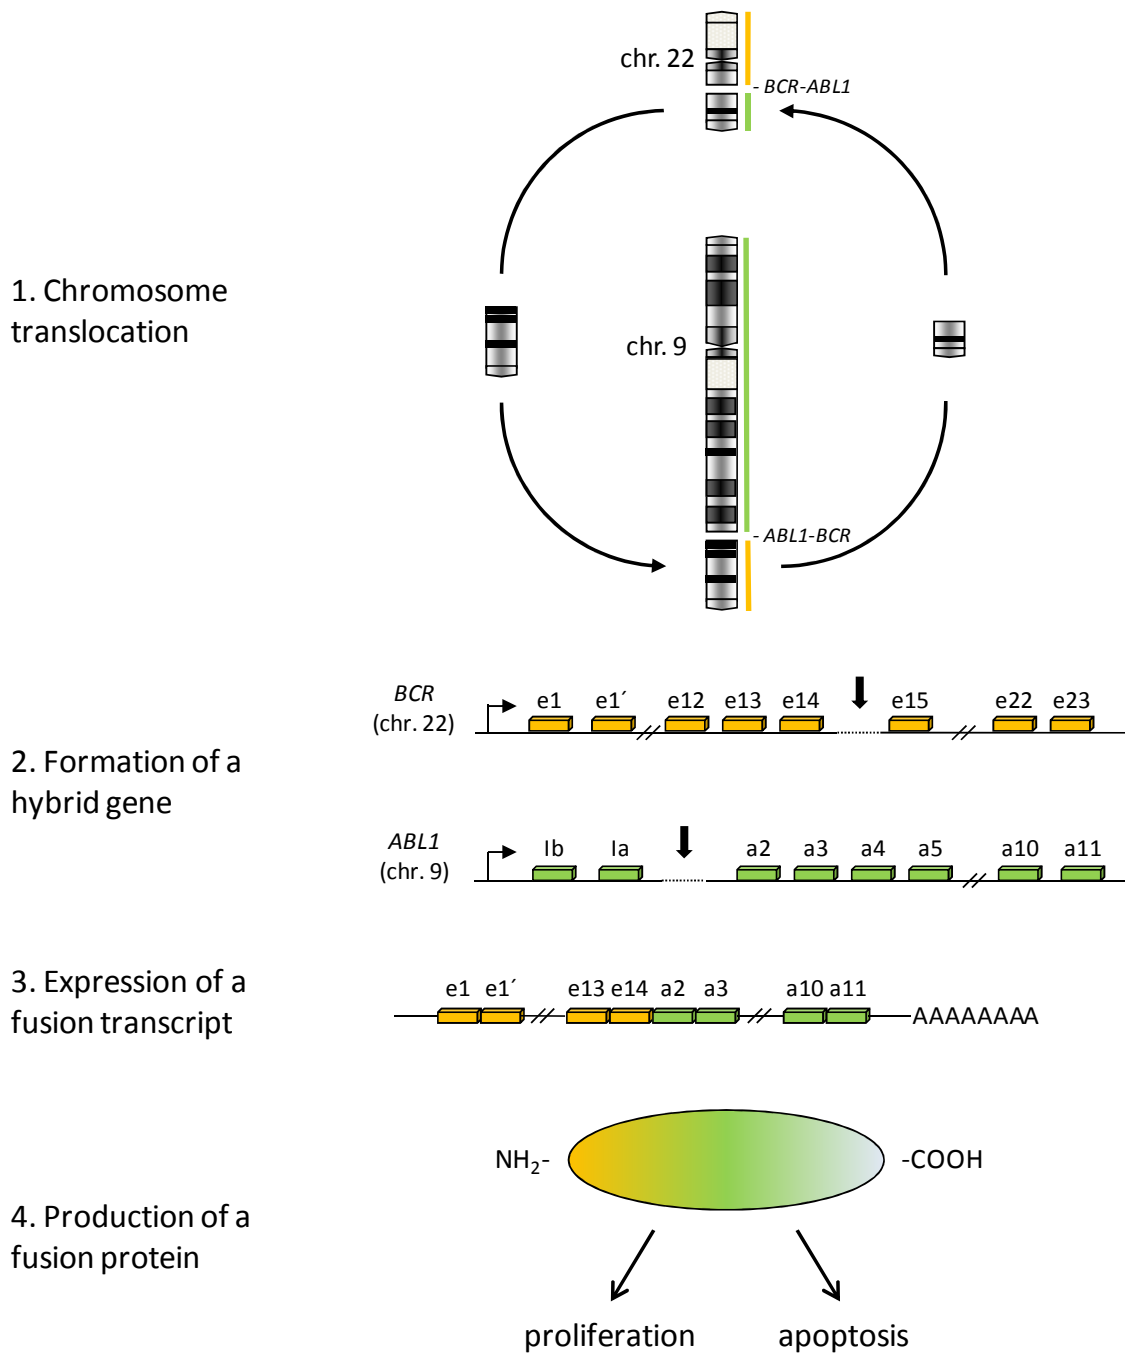 chr. 22
- BCR-ABL1
1. Chromosome
translocation
chr. 9
- ABL1-BCR
BCR
(chr. 22)
e1 e1´ e12 e13 e14 e15 e22 e23
2. Formation of a
hybrid gene
ABL1
(chr. 9)
Ib Ia a2 a3 a4 a5 a10 a11
3. Expression of a
fusion transcript
e1 e1´ e13 e14 a2 a3 a10 a11
AAAAAAAA
NH₂-
-COOH
4. Production of a
fusion protein
proliferation
apoptosis